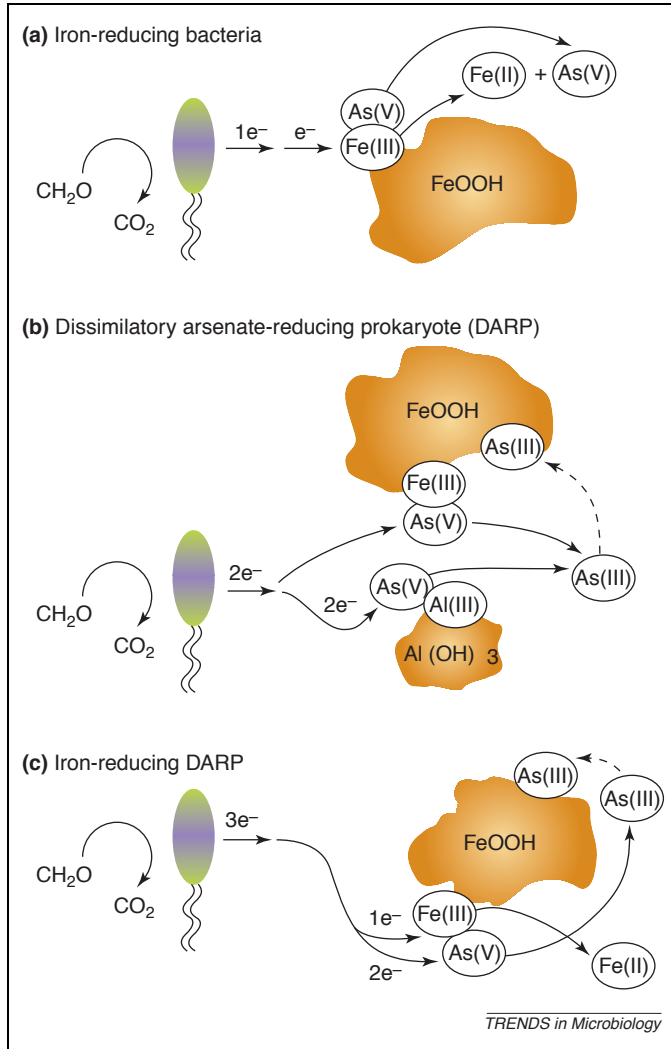 (a) Iron-reducing bacteria
Fe(II) + As(V)
As(V)
1e– e–
Fe(III)
FeOOH
CH2O
CO2
(b) Dissimilatory arsenate-reducing prokaryote (DARP)
FeOOH
As(III)
Fe(III)
As(V)
2e–
As(V)
As(III)
2e–
Al(III)
CH2O
CO2
Al (OH) 3
(c) Iron-reducing DARP
As(III)
As(III)
3e–
FeOOH
CH2O
CO2
1e–
Fe(III)
As(V)
2e–
Fe(II)
TRENDS in Microbiology